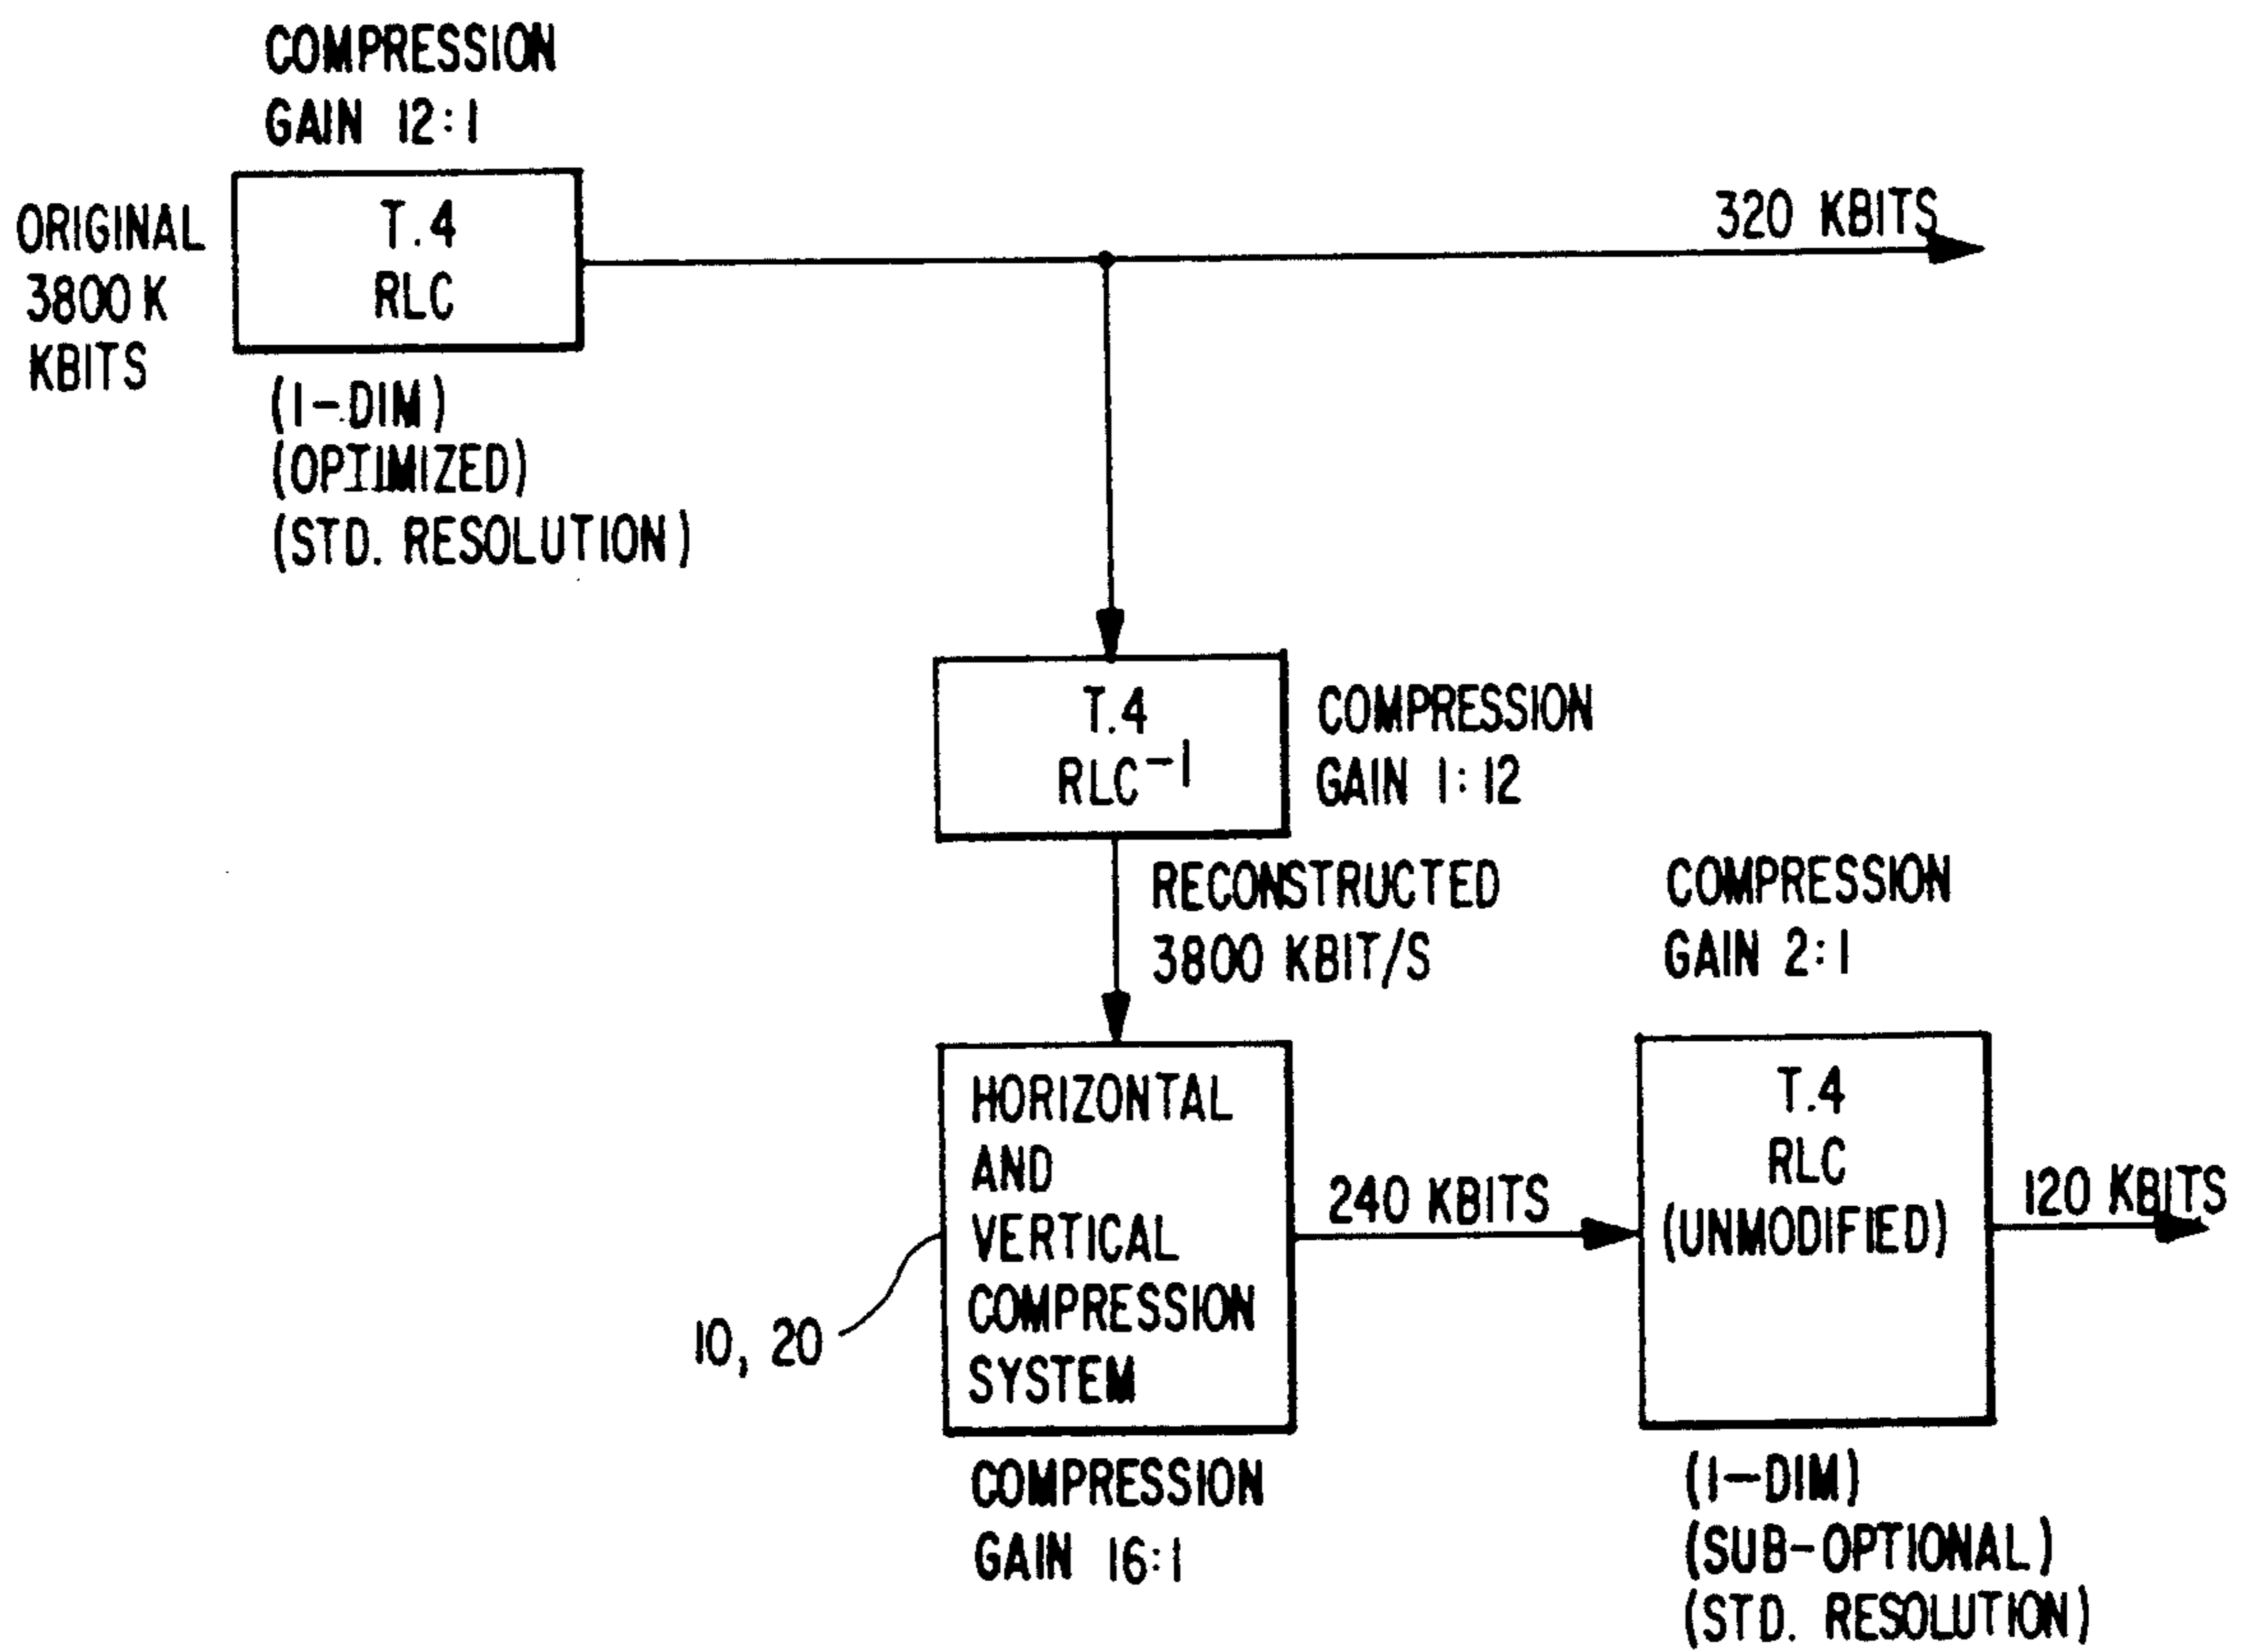 COMPRESSION
GAIN 12:1
ORIGINAL
3800 K
KBITS
T.4
RLC
(1-DIM)
(OPTIMIZED)
(STD. RESOLUTION)
320 KBITS
T.4
RLC⁻¹
COMPRESSION
GAIN 1:12
RECONSTRUCTED
3800 KBIT/S
HORIZONTAL
AND
VERTICAL
COMPRESSION
SYSTEM
10, 20
COMPRESSION
GAIN 16:1
240 KBITS
COMPRESSION
GAIN 2:1
T.4
RLC
(UNMODIFIED)
120 KBITS
(1-DIM)
(SUB-OPTIONAL)
(STD. RESOLUTION)